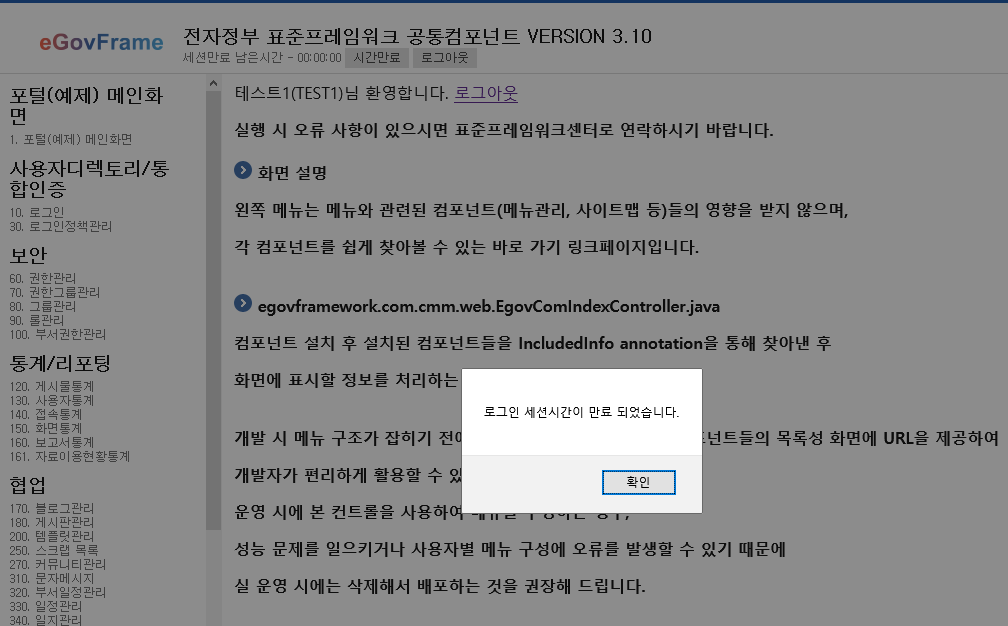 eGovFrame
전자정부 표준프레임워크 공통컴포넌트 VERSION 3.10
세션만료 남은시간 - 00:00:00 시간만료 로그아웃
포털(예제) 메인화
면
1. 포털(예제) 메인화면
사용자디렉토리/통
합인증
10. 로그인
30. 로그인정책관리
보안
60. 권한관리
70. 권한그룹관리
80. 그룹관리
90. 롤관리
100. 부서권한관리
통계/리포팅
120. 게시물통계
130. 사용자통계
140. 접속통계
150. 화면통계
160. 보고서통계
161. 자료이용현황통계
협업
170. 블로그관리
180. 게시판관리
200. 템플릿관리
250. 스크랩 목록
270. 커뮤니티관리
310. 문자메시지
320. 부서일정관리
330. 일정관리
340. 일지관리
테스트1(TEST1)님 환영합니다. 로그아웃
실행 시 오류 사항이 있으시면 표준프레임워크센터로 연락하시기 바랍니다.
화면 설명
왼쪽 메뉴는 메뉴와 관련된 컴포넌트(메뉴관리, 사이트맵 등)들의 영향을 받지 않으며,
각 컴포넌트를 쉽게 찾아볼 수 있는 바로 가기 링크페이지입니다.
egovframework.com.cmm.web.EgovComIndexController.java
컴포넌트 설치 후 설치된 컴포넌트들을 IncludedInfo annotation을 통해 찾아낸 후
화면에 표시할 정보를 처리하는
개발 시 메뉴 구조가 잡히기 전에 넌트들의 목록성 화면에 URL을 제공하여
개발자가 편리하게 활용할 수 있
운영 시에 본 컨트롤을 사용하여
성능 문제를 일으키거나 사용자별 메뉴 구성에 오류를 발생할 수 있기 때문에
실 운영 시에는 삭제해서 배포하는 것을 권장해 드립니다.
로그인 세션시간이 만료 되었습니다.
확인